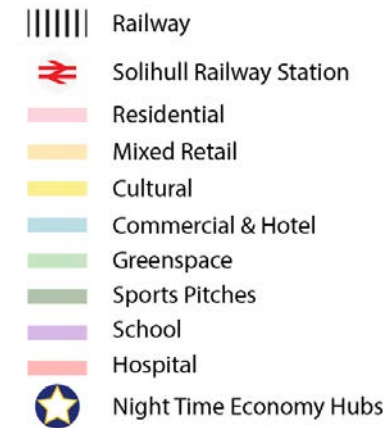 Railway
Solihull Railway Station
Residential
Mixed Retail
Cultural
Commercial & Hotel
Greenspace
Sports Pitches
School
Hospital
Night Time Economy Hubs